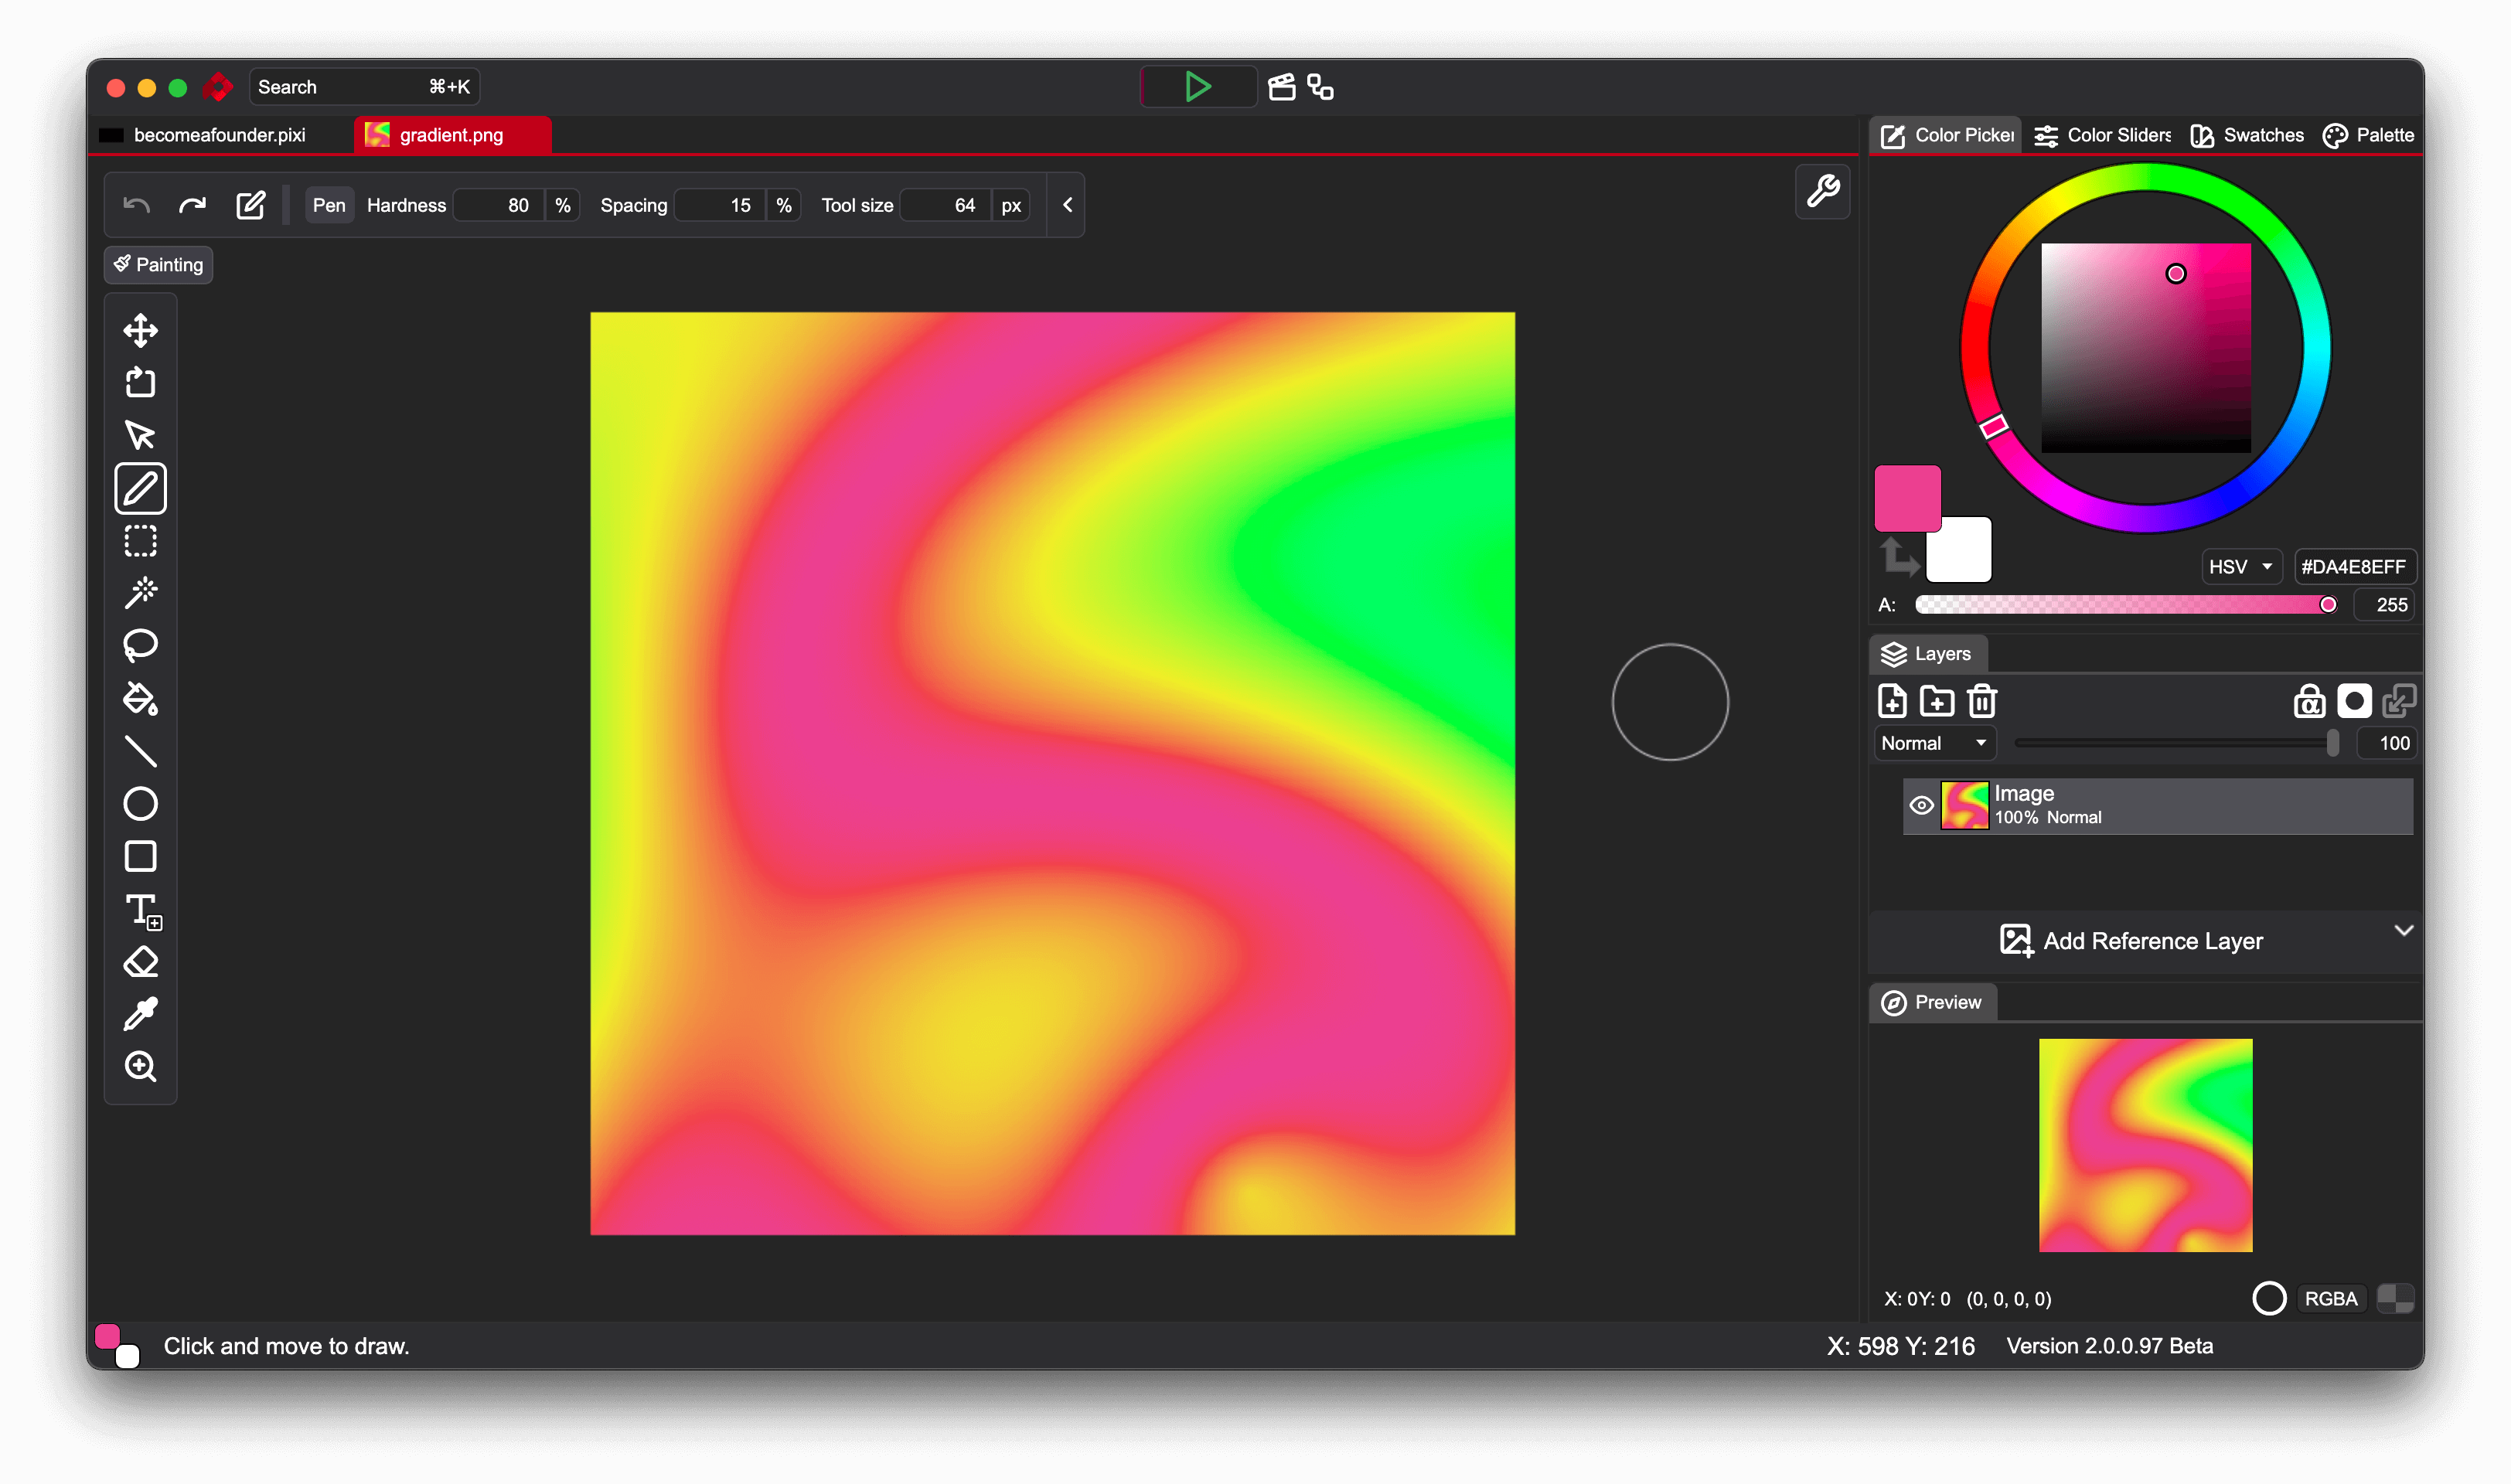 Search ⌘+K
becomeafounder.pixi gradient.png
Color Picker Color Sliders Swatches Palette
Pen Hardness 80 % Spacing 15 % Tool size 64 px
Painting
HSV #DA4E8EFF
A: 255
Layers
Normal 100
Image
100% Normal
Add Reference Layer
Preview
X: 0Y: 0 (0, 0, 0, 0) RGBA
Click and move to draw. X: 598 Y: 216 Version 2.0.0.97 Beta